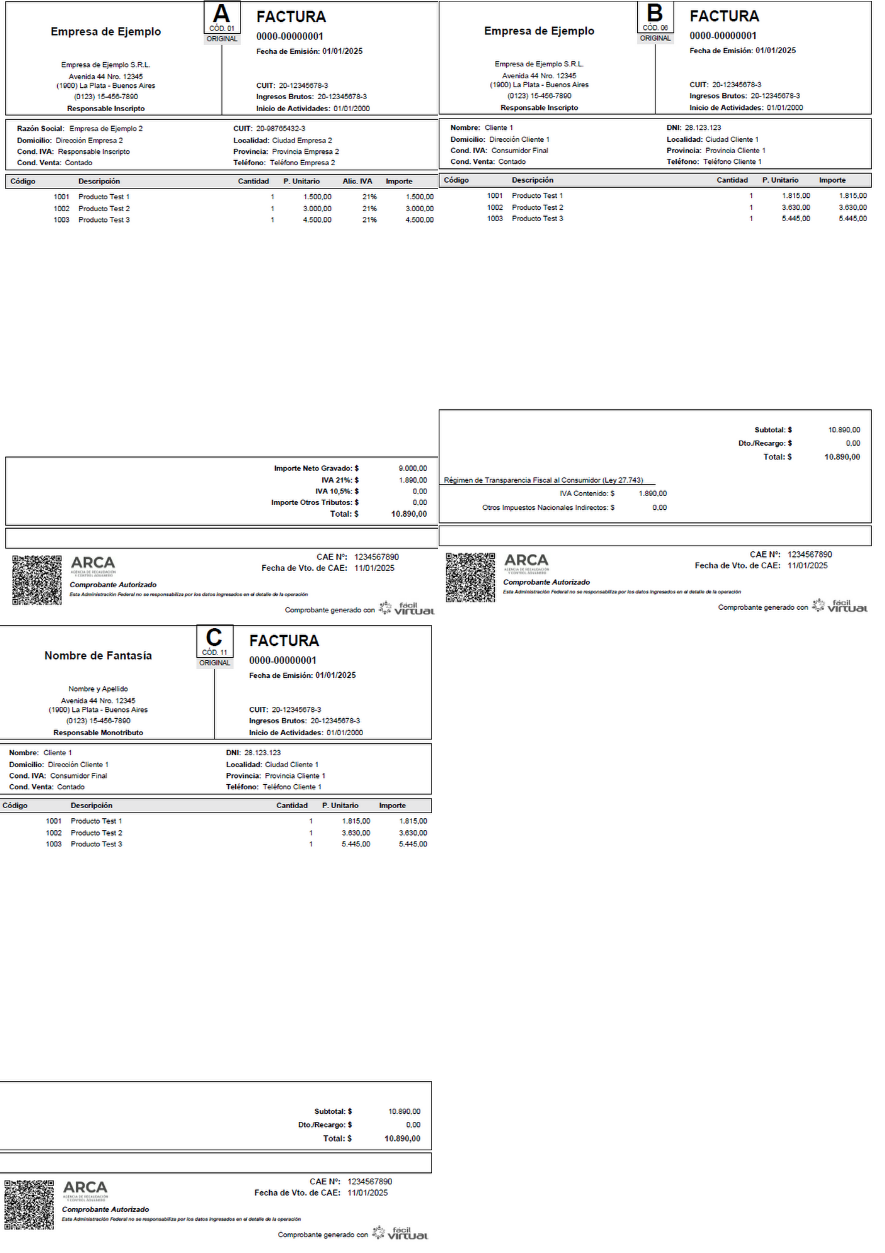 A
CÓD. 01
ORIGINAL
FACTURA
0000-00000001
Fecha de Emisión: 01/01/2025
Empresa de Ejemplo
Empresa de Ejemplo S.R.L.
Avenida 44 Nro. 12345
(1900) La Plata - Buenos Aires
(0123) 15-456-7890
Responsable Inscripto
CUIT: 20-12345678-3
Ingresos Brutos: 20-12345678-3
Inicio de Actividades: 01/01/2000
Razón Social: Empresa de Ejemplo 2 CUIT: 20-98765432-3
Domicilio: Dirección Empresa 2 Localidad: Ciudad Empresa 2
Cond. IVA: Responsable Inscripto Provincia: Provincia Empresa 2
Cond. Venta: Contado Teléfono: Teléfono Empresa 2
Código Descripción Cantidad P. Unitario Alic. IVA Importe
1001 Producto Test 1 1 1.500,00 21% 1.500,00
1002 Producto Test 2 1 3.000,00 21% 3.000,00
1003 Producto Test 3 1 4.500,00 21% 4.500,00
Importe Neto Gravado: $ 9.000,00
IVA 21%: $ 1.890,00
IVA 10,5%: $ 0,00
Importe Otros Tributos: $ 0,00
Total: $ 10.890,00
ARCA
AGENCIA DE RECAUDACIÓN
Y CONTROL ADUANERO
CAE Nº: 1234567890
Fecha de Vto. de CAE: 11/01/2025
Comprobante Autorizado
Esta Administración Federal no se responsabiliza por los datos ingresados en el detalle de la operación
Comprobante generado con fácil virtual
B
CÓD. 06
ORIGINAL
FACTURA
0000-00000001
Fecha de Emisión: 01/01/2025
Empresa de Ejemplo
Empresa de Ejemplo S.R.L.
Avenida 44 Nro. 12345
(1900) La Plata - Buenos Aires
(0123) 15-456-7890
Responsable Inscripto
CUIT: 20-12345678-3
Ingresos Brutos: 20-12345678-3
Inicio de Actividades: 01/01/2000
Nombre: Cliente 1 DNI: 28.123.123
Domicilio: Dirección Cliente 1 Localidad: Ciudad Cliente 1
Cond. IVA: Consumidor Final Provincia: Provincia Cliente 1
Cond. Venta: Contado Teléfono: Teléfono Cliente 1
Código Descripción Cantidad P. Unitario Importe
1001 Producto Test 1 1 1.815,00 1.815,00
1002 Producto Test 2 1 3.630,00 3.630,00
1003 Producto Test 3 1 5.445,00 5.445,00
Subtotal: $ 10.890,00
Dto./Recargo: $ 0,00
Total: $ 10.890,00
Régimen de Transparencia Fiscal al Consumidor (Ley 27.743)
IVA Contenido: $ 1.890,00
Otros Impuestos Nacionales Indirectos: $ 0,00
ARCA
AGENCIA DE RECAUDACIÓN
Y CONTROL ADUANERO
CAE Nº: 1234567890
Fecha de Vto. de CAE: 11/01/2025
Comprobante Autorizado
Esta Administración Federal no se responsabiliza por los datos ingresados en el detalle de la operación
Comprobante generado con fácil virtual
C
CÓD. 11
ORIGINAL
FACTURA
0000-00000001
Fecha de Emisión: 01/01/2025
Nombre de Fantasía
Nombre y Apellido
Avenida 44 Nro. 12345
(1900) La Plata - Buenos Aires
(0123) 15-456-7890
Responsable Monotributo
CUIT: 20-12345678-3
Ingresos Brutos: 20-12345678-3
Inicio de Actividades: 01/01/2000
Nombre: Cliente 1 DNI: 28.123.123
Domicilio: Dirección Cliente 1 Localidad: Ciudad Cliente 1
Cond. IVA: Consumidor Final Provincia: Provincia Cliente 1
Cond. Venta: Contado Teléfono: Teléfono Cliente 1
Código Descripción Cantidad P. Unitario Importe
1001 Producto Test 1 1 1.815,00 1.815,00
1002 Producto Test 2 1 3.630,00 3.630,00
1003 Producto Test 3 1 5.445,00 5.445,00
Subtotal: $ 10.890,00
Dto./Recargo: $ 0,00
Total: $ 10.890,00
ARCA
AGENCIA DE RECAUDACIÓN
Y CONTROL ADUANERO
CAE Nº: 1234567890
Fecha de Vto. de CAE: 11/01/2025
Comprobante Autorizado
Esta Administración Federal no se responsabiliza por los datos ingresados en el detalle de la operación
Comprobante generado con fácil virtual